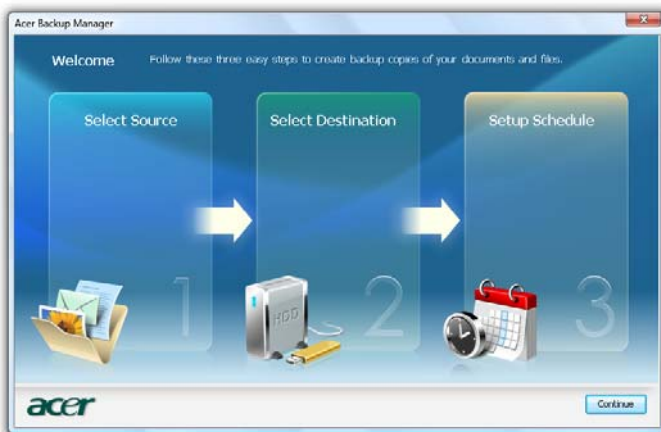 Acer Backup Manager
Welcome
Follow these three easy steps to create backup copies of your documents and files.
Select Source
Select Destination
Setup Schedule
1
2
3
HDD
acer
Continue